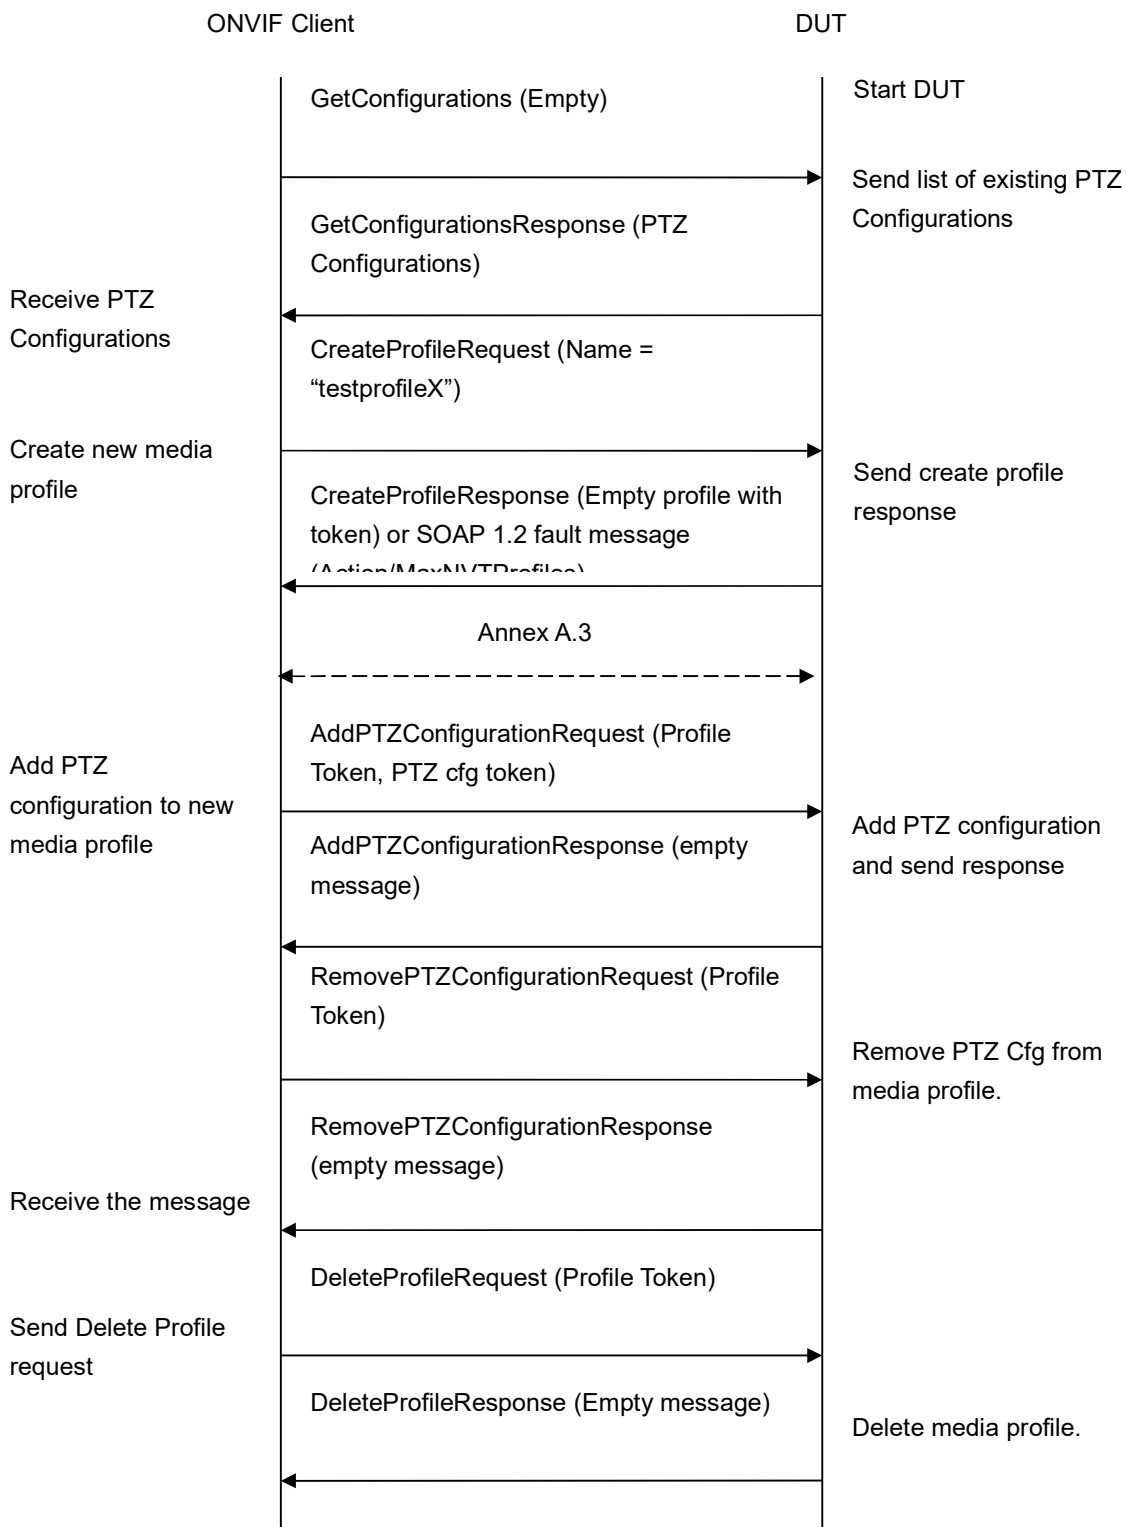 ONVIF Client
DUT
Start DUT
GetConfigurations (Empty)
Send list of existing PTZ
Configurations
GetConfigurationsResponse (PTZ
Configurations)
Receive PTZ
Configurations
CreateProfileRequest (Name =
“testprofileX”)
Create new media
profile
Send create profile
response
CreateProfileResponse (Empty profile with
token) or SOAP 1.2 fault message
(Action/MaxNVTProfiles)
Annex A.3
AddPTZConfigurationRequest (Profile
Token, PTZ cfg token)
Add PTZ
configuration to new
media profile
Add PTZ configuration
and send response
AddPTZConfigurationResponse (empty
message)
RemovePTZConfigurationRequest (Profile
Token)
Remove PTZ Cfg from
media profile.
RemovePTZConfigurationResponse
(empty message)
Receive the message
DeleteProfileRequest (Profile Token)
Send Delete Profile
request
DeleteProfileResponse (Empty message)
Delete media profile.